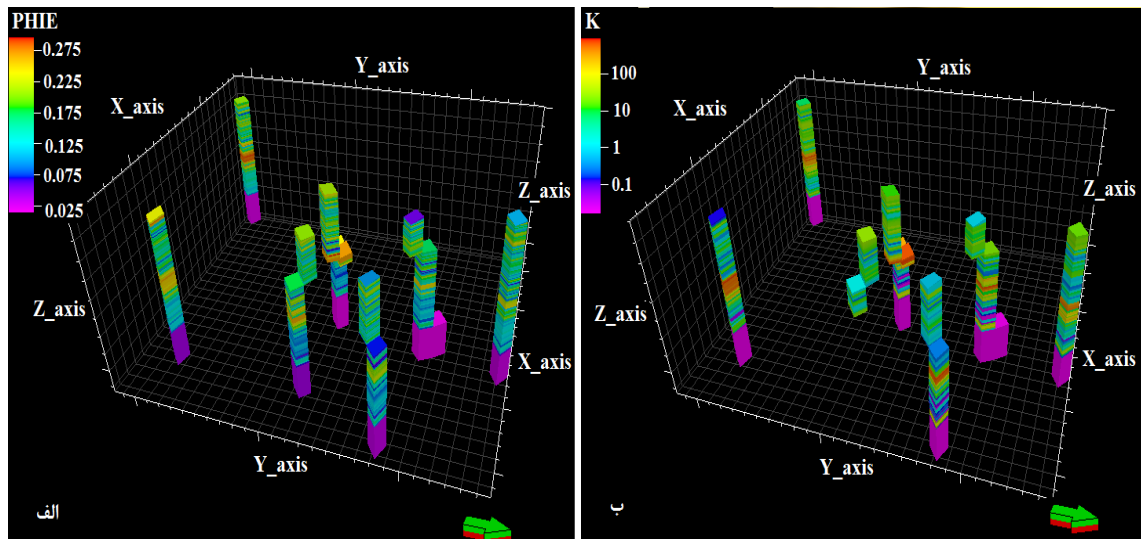 PHIE
0.275
0.225
0.175
0.125
0.075
0.025
Y_axis
X_axis
Z_axis
Z_axis
X_axis
Y_axis
الف
K
100
10
1
0.1
Y_axis
X_axis
Z_axis
Z_axis
X_axis
Y_axis
ب